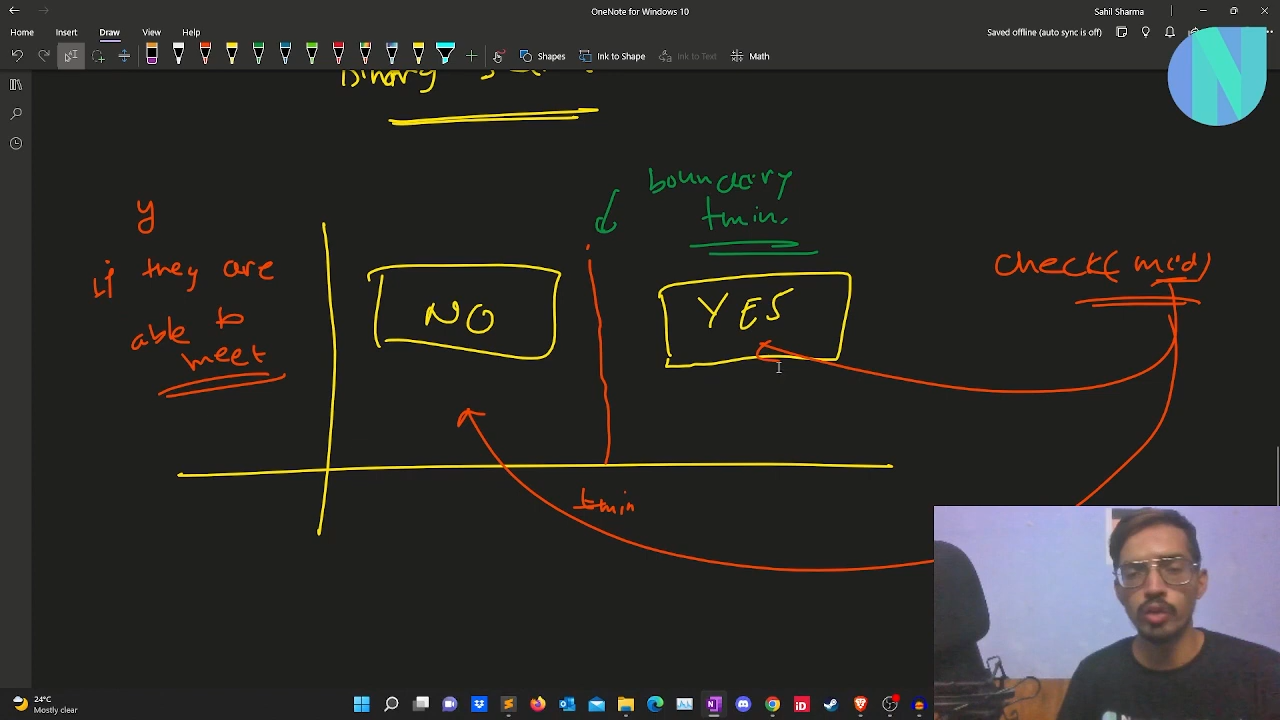 OneNote for Windows 10
Sahil Sharma
Home Insert Draw View Help
Saved offline (auto sync is off)
Shapes Ink to Shape Ink to Text Math
Binary
boundary
tmin.
y
if they are
able to
meet
NO
YES
check(mid)
tmin
24°C
Mostly clear